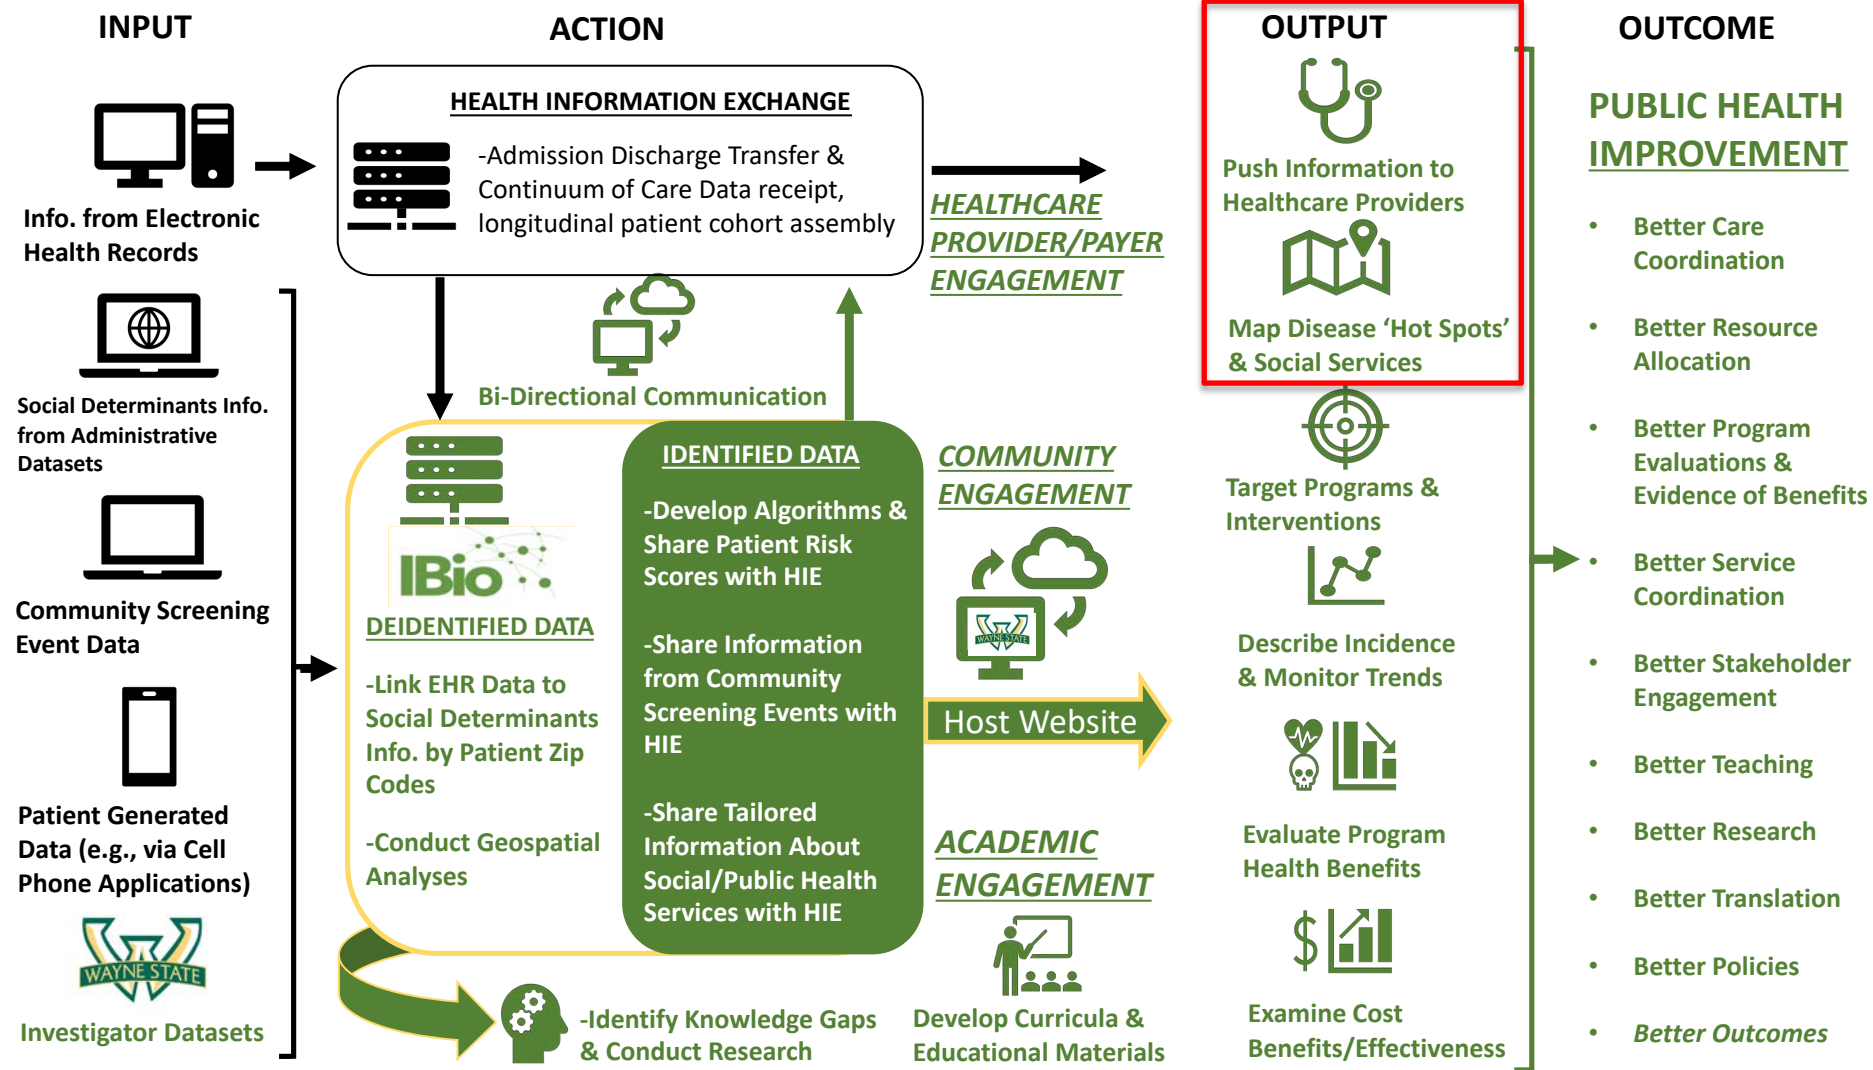 INPUT
ACTION
OUTPUT
OUTCOME
Info. from Electronic
Health Records
Social Determinants Info.
from Administrative
Datasets
Community Screening
Event Data
Patient Generated
Data (e.g., via Cell
Phone Applications)
WAYNE STATE
Investigator Datasets
HEALTH INFORMATION EXCHANGE
-Admission Discharge Transfer &
Continuum of Care Data receipt,
longitudinal patient cohort assembly
Bi-Directional Communication
IBio
DEIDENTIFIED DATA
-Link EHR Data to
Social Determinants
Info. by Patient Zip
Codes
-Conduct Geospatial
Analyses
IDENTIFIED DATA
-Develop Algorithms &
Share Patient Risk
Scores with HIE
-Share Information
from Community
Screening Events with
HIE
-Share Tailored
Information About
Social/Public Health
Services with HIE
-Identify Knowledge Gaps
& Conduct Research
HEALTHCARE
PROVIDER/PAYER
ENGAGEMENT
COMMUNITY
ENGAGEMENT
WAYNE STATE
Host Website
ACADEMIC
ENGAGEMENT
Develop Curricula &
Educational Materials
Push Information to
Healthcare Providers
Map Disease ‘Hot Spots’
& Social Services
Target Programs &
Interventions
Describe Incidence
& Monitor Trends
Evaluate Program
Health Benefits
$
Examine Cost
Benefits/Effectiveness
PUBLIC HEALTH
IMPROVEMENT
• Better Care
Coordination
• Better Resource
Allocation
• Better Program
Evaluations &
Evidence of Benefits
• Better Service
Coordination
• Better Stakeholder
Engagement
• Better Teaching
• Better Research
• Better Translation
• Better Policies
• Better Outcomes